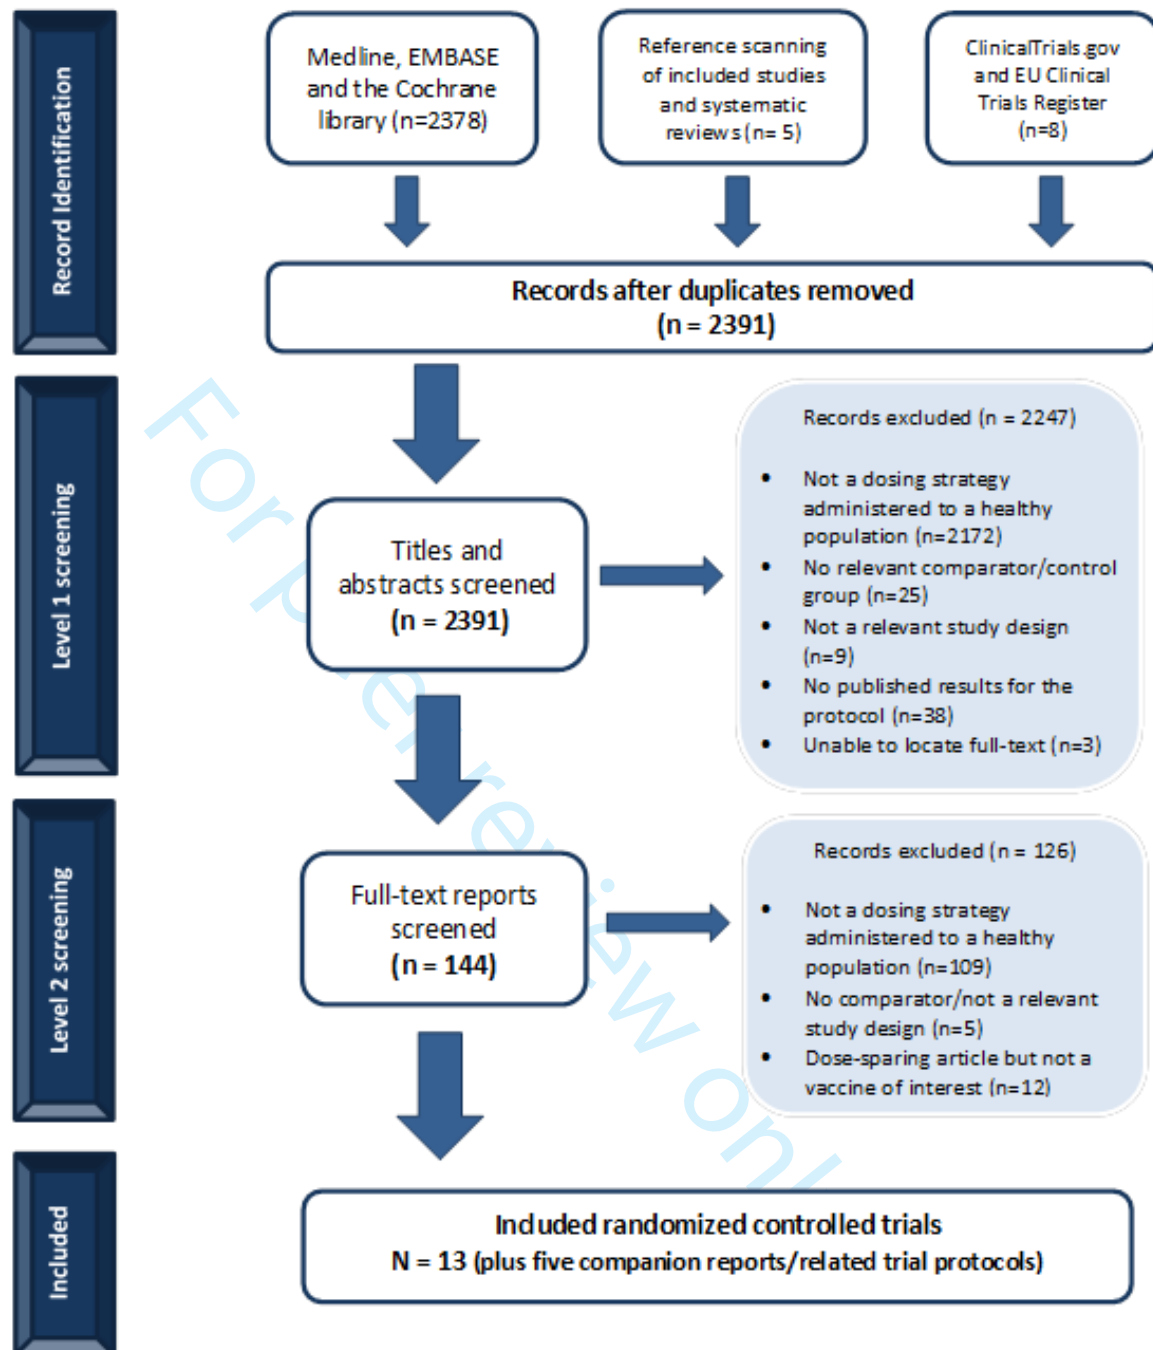 Record Identification
Medline, EMBASE
and the Cochrane
library (n=2378)
Reference scanning
of included studies
and systematic
reviews (n= 5)
ClinicalTrials.gov
and EU Clinical
Trials Register
(n=8)
Records after duplicates removed
(n = 2391)
Level 1 screening
Titles and
abstracts screened
(n = 2391)
Records excluded (n = 2247)
• Not a dosing strategy
administered to a healthy
population (n=2172)
• No relevant comparator/control
group (n=25)
• Not a relevant study design
(n=9)
• No published results for the
protocol (n=38)
• Unable to locate full-text (n=3)
Level 2 screening
Full-text reports
screened
(n = 144)
Records excluded (n = 126)
• Not a dosing strategy
administered to a healthy
population (n=109)
• No comparator/not a relevant
study design (n=5)
• Dose-sparing article but not a
vaccine of interest (n=12)
Included
Included randomized controlled trials
N = 13 (plus five companion reports/related trial protocols)
For review only